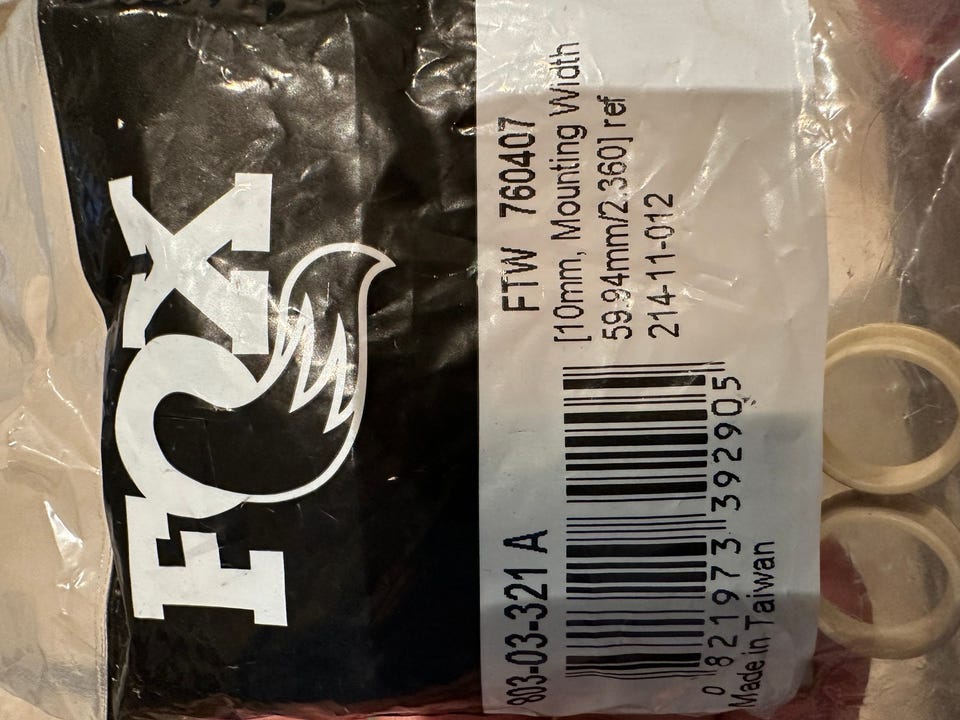 FOX
803-03-321 A
FTW 760407
[10mm, Mounting Width
59.94mm/2.360] ref
214-11-012
0 821973 392905
Made in Taiwan